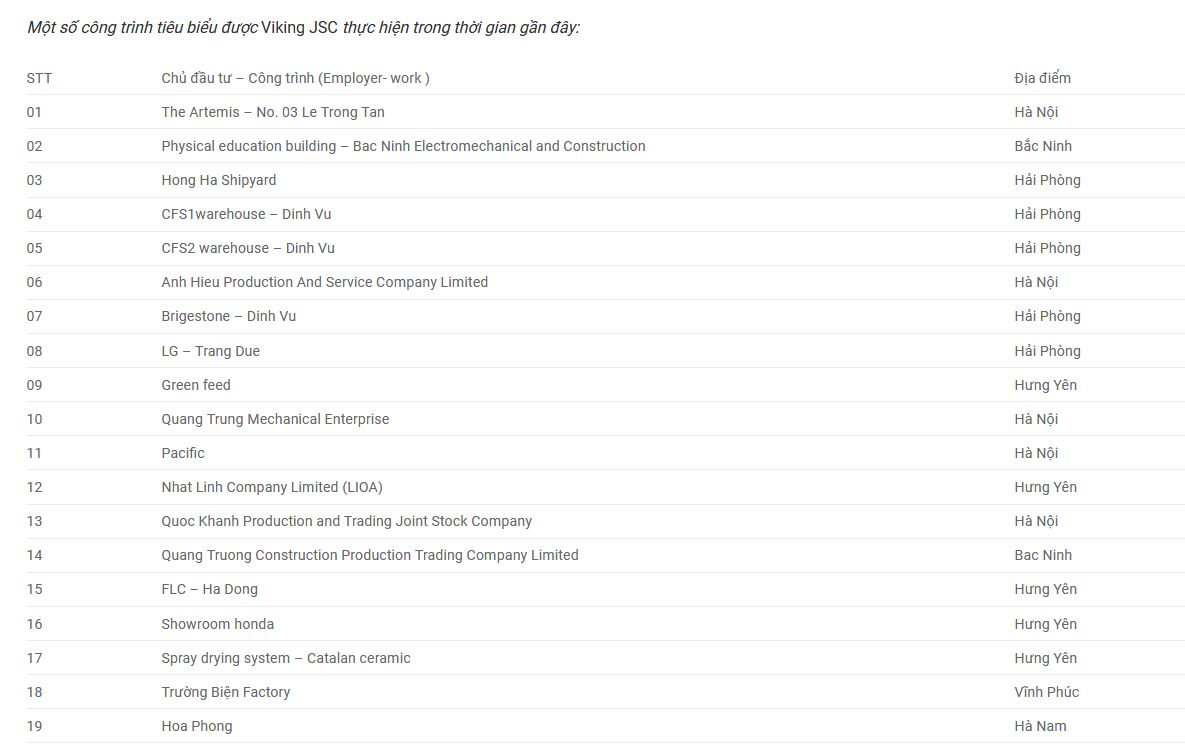 Một số công trình tiêu biểu được Viking JSC thực hiện trong thời gian gần đây:
STT Chủ đầu tư – Công trình (Employer- work ) Địa điểm
01 The Artemis – No. 03 Le Trong Tan Hà Nội
02 Physical education building – Bac Ninh Electromechanical and Construction Bắc Ninh
03 Hong Ha Shipyard Hải Phòng
04 CFS1warehouse – Dinh Vu Hải Phòng
05 CFS2 warehouse – Dinh Vu Hải Phòng
06 Anh Hieu Production And Service Company Limited Hà Nội
07 Brigestone – Dinh Vu Hải Phòng
08 LG – Trang Due Hải Phòng
09 Green feed Hưng Yên
10 Quang Trung Mechanical Enterprise Hà Nội
11 Pacific Hà Nội
12 Nhat Linh Company Limited (LIOA) Hưng Yên
13 Quoc Khanh Production and Trading Joint Stock Company Hà Nội
14 Quang Truong Construction Production Trading Company Limited Bac Ninh
15 FLC – Ha Dong Hưng Yên
16 Showroom honda Hưng Yên
17 Spray drying system – Catalan ceramic Hưng Yên
18 Trường Biện Factory Vĩnh Phúc
19 Hoa Phong Hà Nam